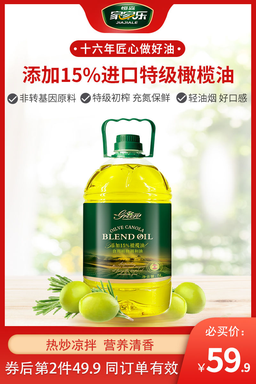 恒森
家家乐
JIAJIALE
十六年匠心做好油
添加15%进口特级橄榄油
非转基因原料 特级初榨 充氮保鲜 轻油烟 好口感
OLIVE CANOLA
BLEND OIL
添加15%橄榄油
热炒凉拌 营养清香
券后第2件49.9 同订单有效
必买价
¥59.9